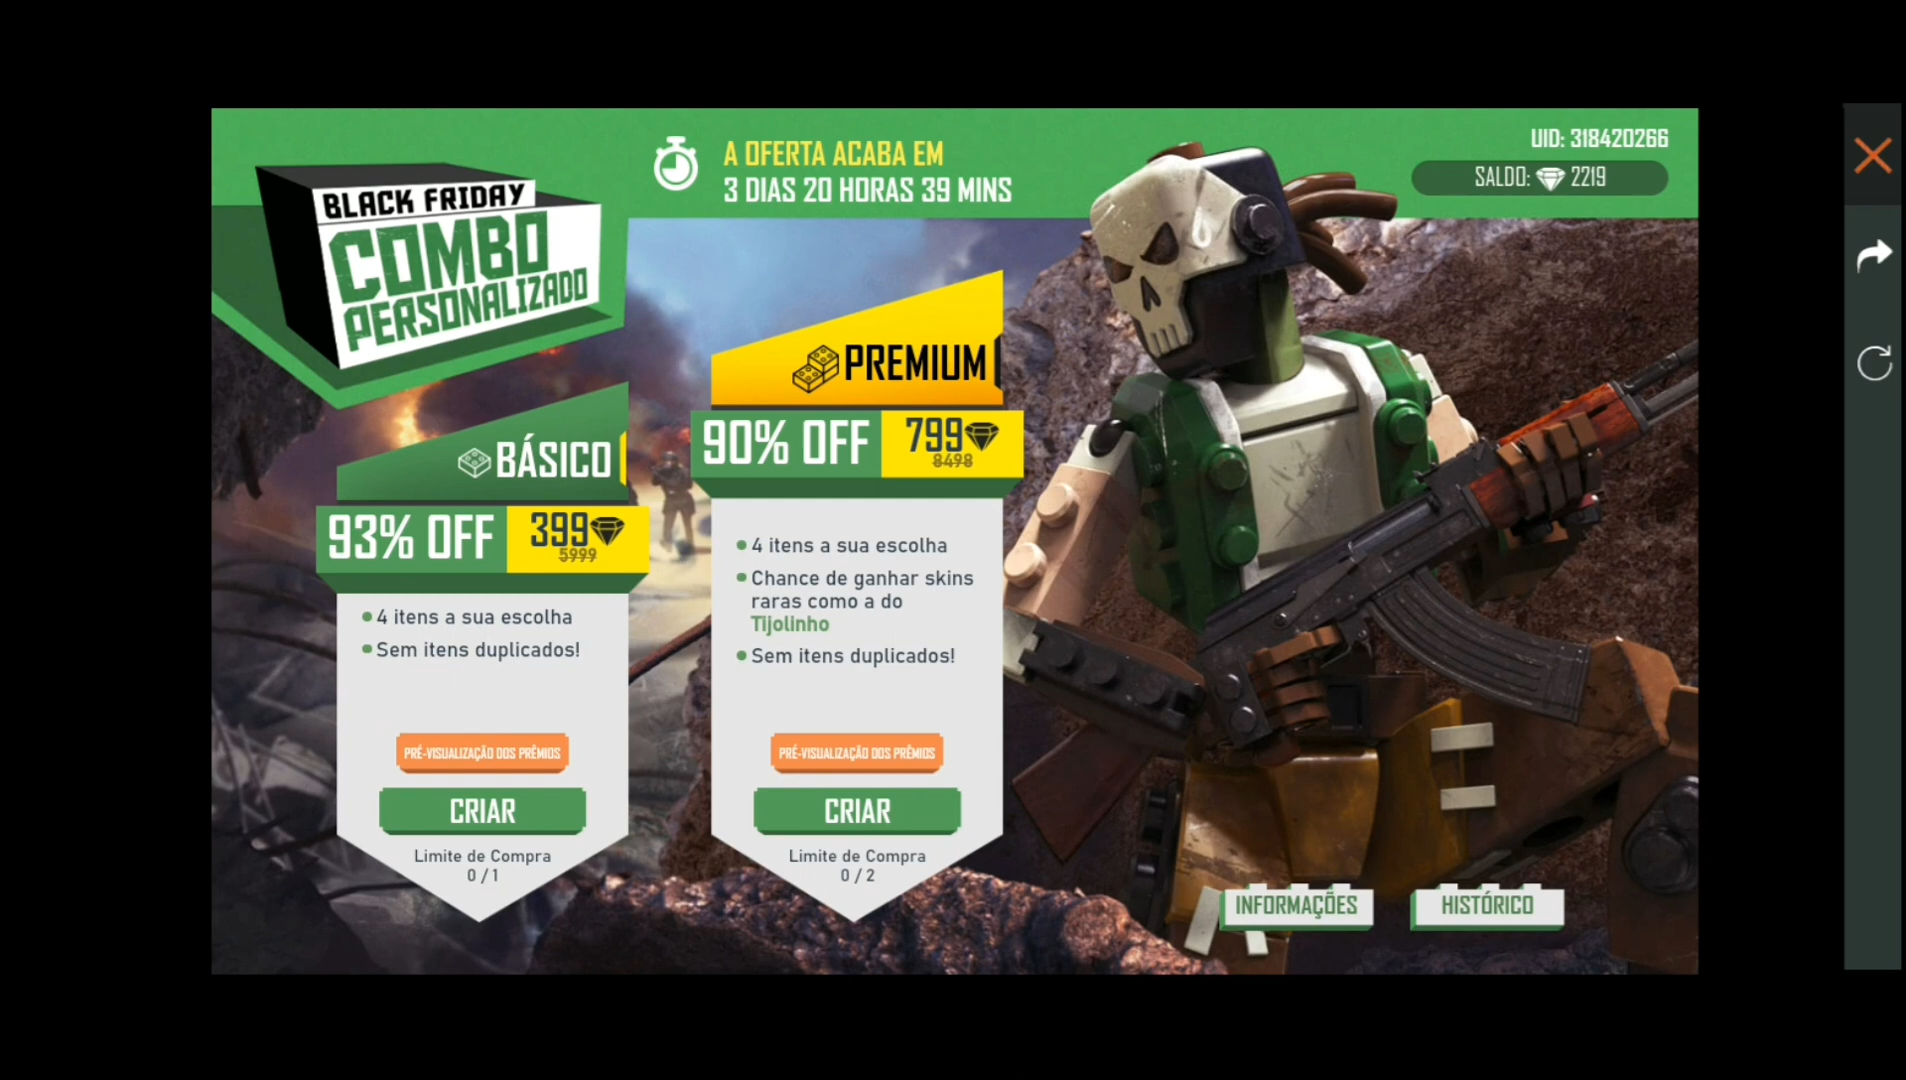 BLACK FRIDAY
COMBO
PERSONALIZADO
A OFERTA ACABA EM
3 DIAS 20 HORAS 39 MINS
UID: 318420266
SALDO: 2219
BÁSICO
93% OFF
399
5999
4 itens a sua escolha
Sem itens duplicados!
PRÉ-VISUALIZAÇÃO DOS PRÊMIOS
CRIAR
Limite de Compra
0 / 1
PREMIUM
90% OFF
799
8498
4 itens a sua escolha
Chance de ganhar skins
raras como a do
Tijolinho
Sem itens duplicados!
PRÉ-VISUALIZAÇÃO DOS PRÊMIOS
CRIAR
Limite de Compra
0 / 2
INFORMAÇÕES
HISTÓRICO